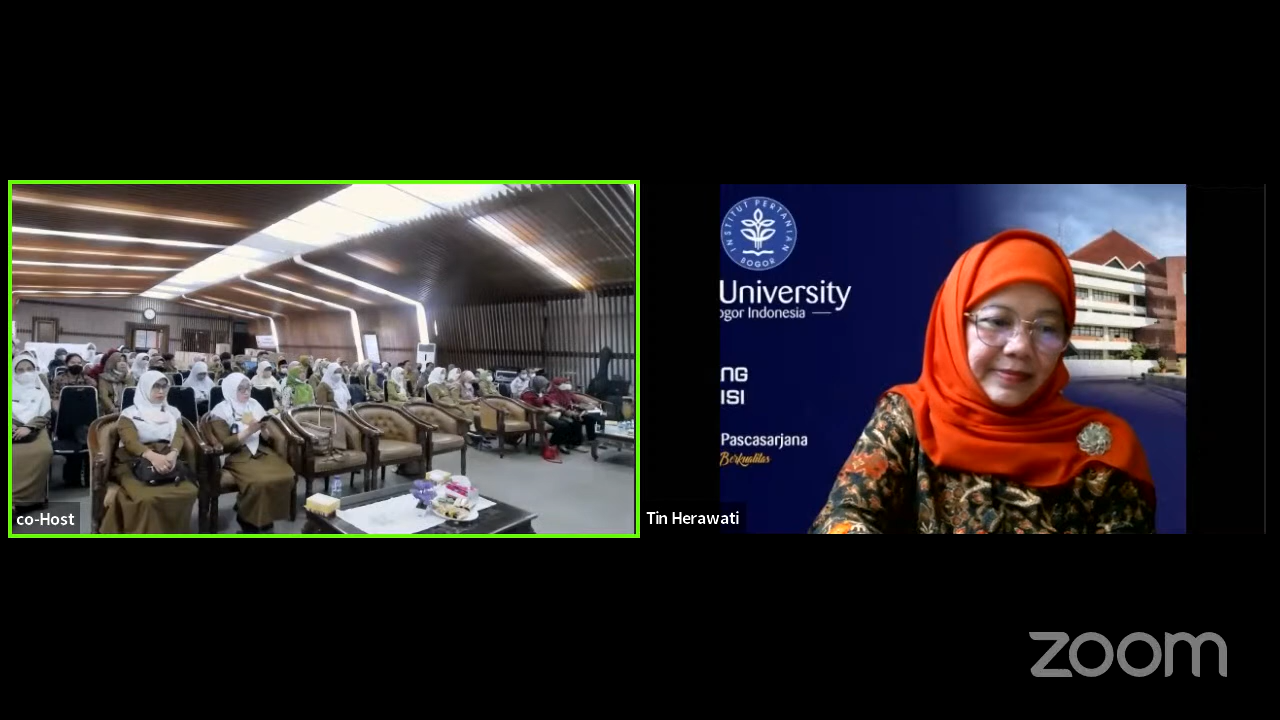 co-Host
INSTITUT PERTANIAN
BOGOR
University
ogor Indonesia
NG
ISI
Pascasarjana
Berkualitas
Tin Herawati
zoom